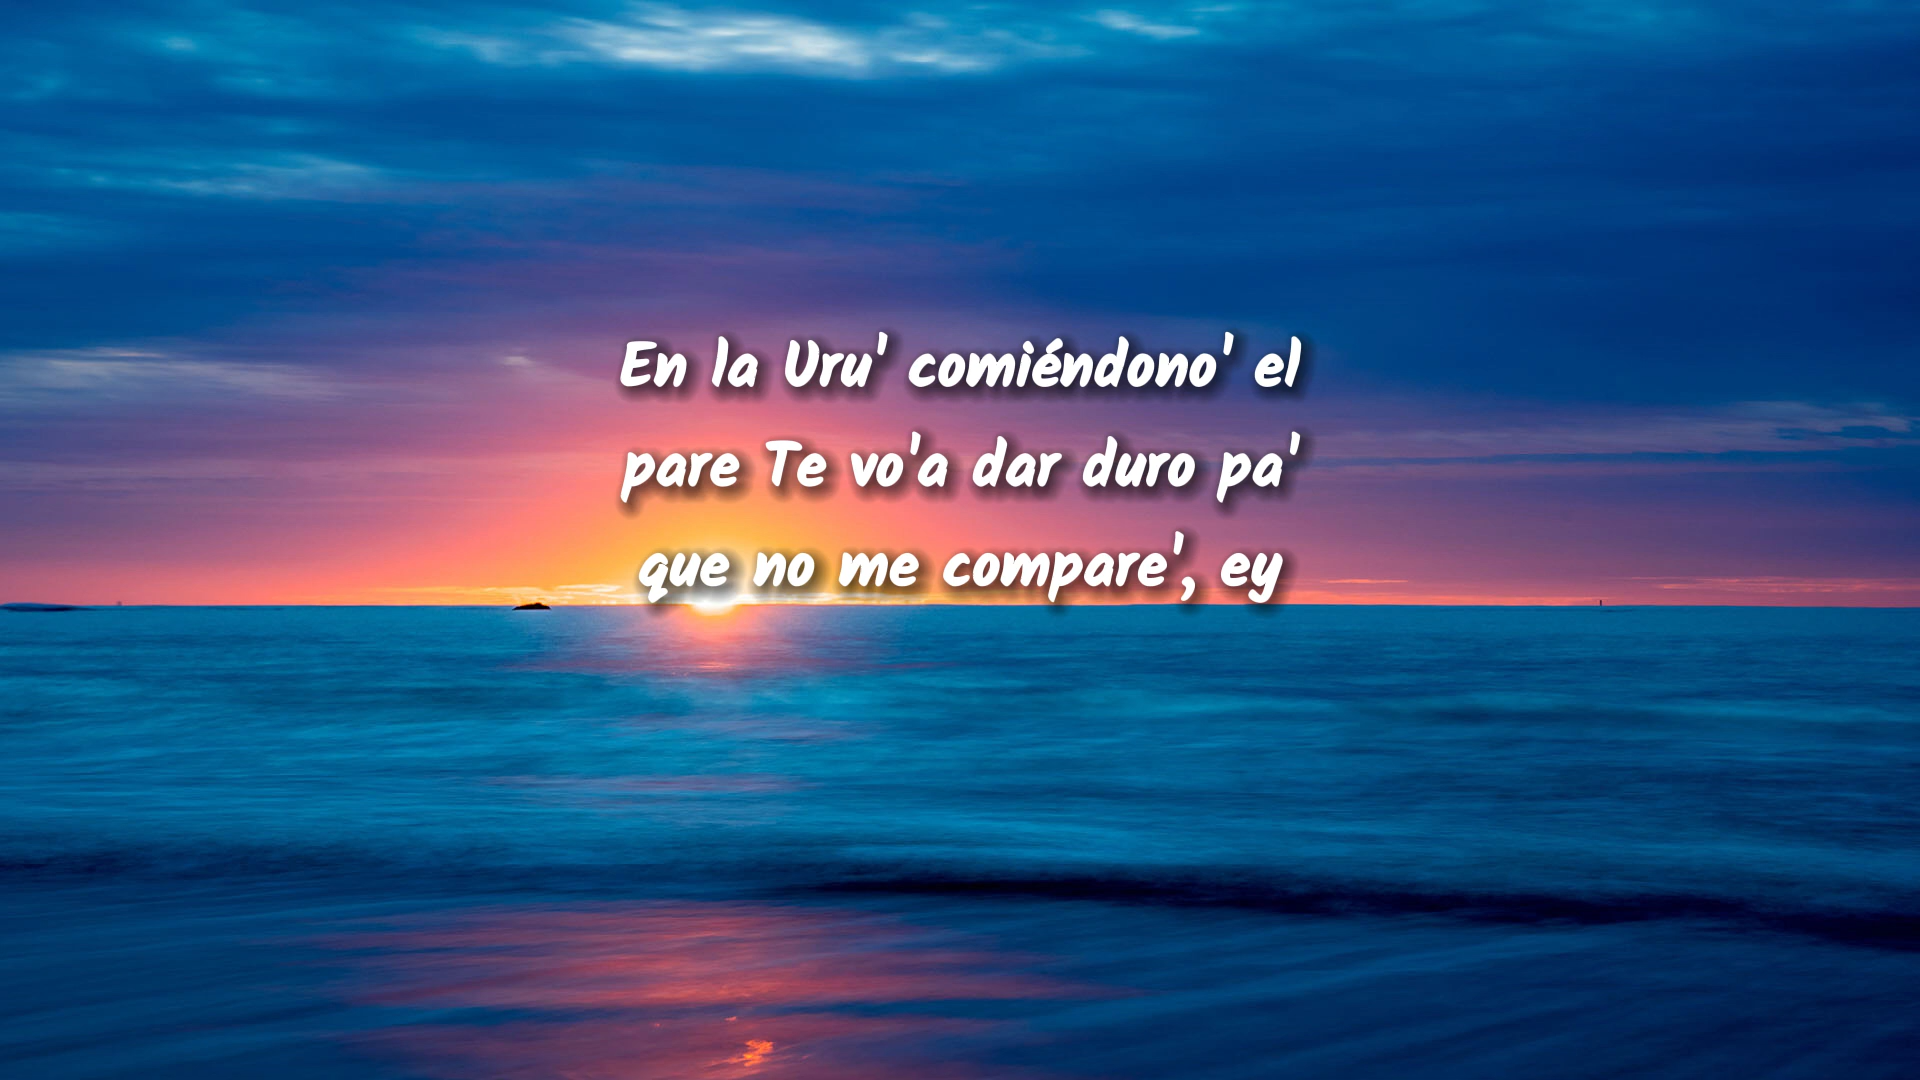 En la Uru' comiéndono' el
pare Te vo'a dar duro pa'
que no me compare', ey